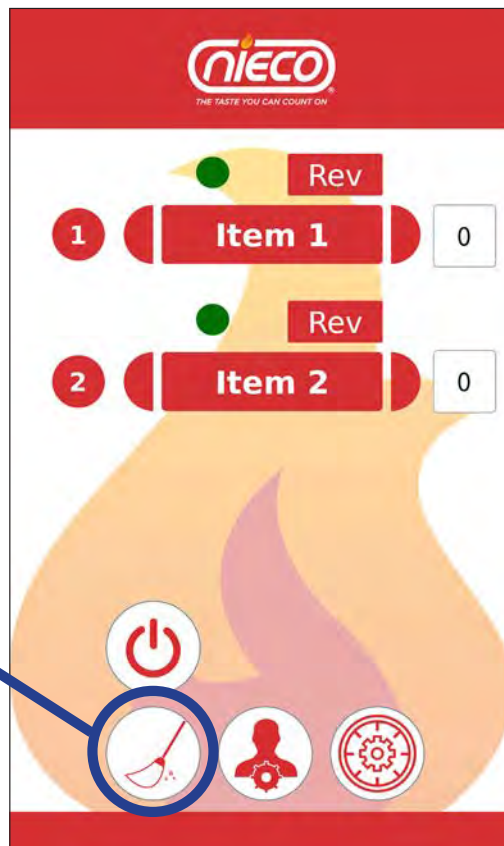 nieco
THE TASTE YOU CAN COUNT ON
Rev
1 Item 1 0
Rev
2 Item 2 0